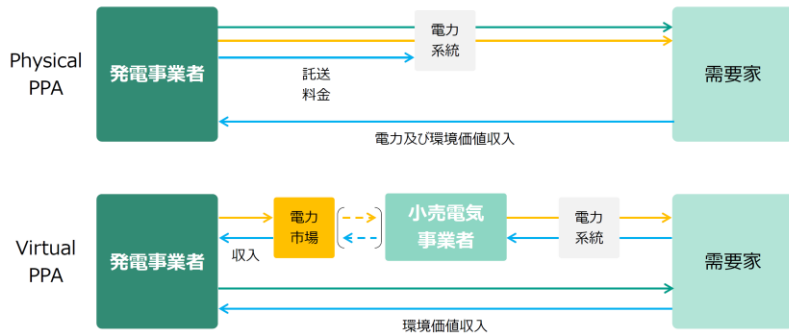 Physical
PPA
発電事業者
電力
系統
託送
料金
需要家
電力及び環境価値収入
Virtual
PPA
発電事業者
収入
電力
市場
小売電気
事業者
電力
系統
需要家
環境価値収入